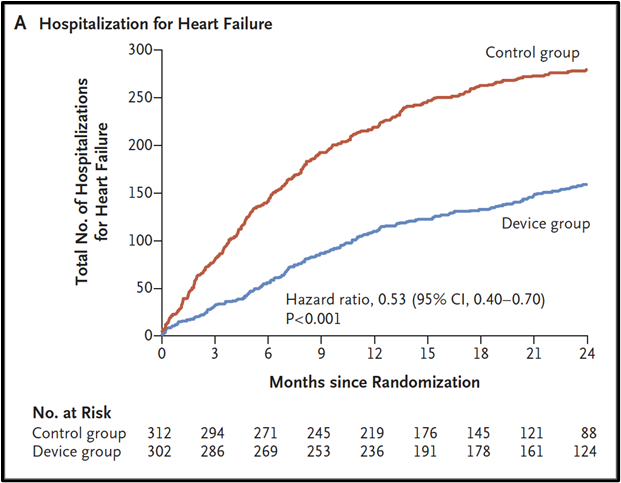 A Hospitalization for Heart Failure
Total No. of Hospitalizations
for Heart Failure
300
250
200
150
100
50
0
Control group
Device group
Hazard ratio, 0.53 (95% CI, 0.40–0.70)
P<0.001
0 3 6 9 12 15 18 21 24
Months since Randomization
No. at Risk
Control group 312 294 271 245 219 176 145 121 88
Device group 302 286 269 253 236 191 178 161 124